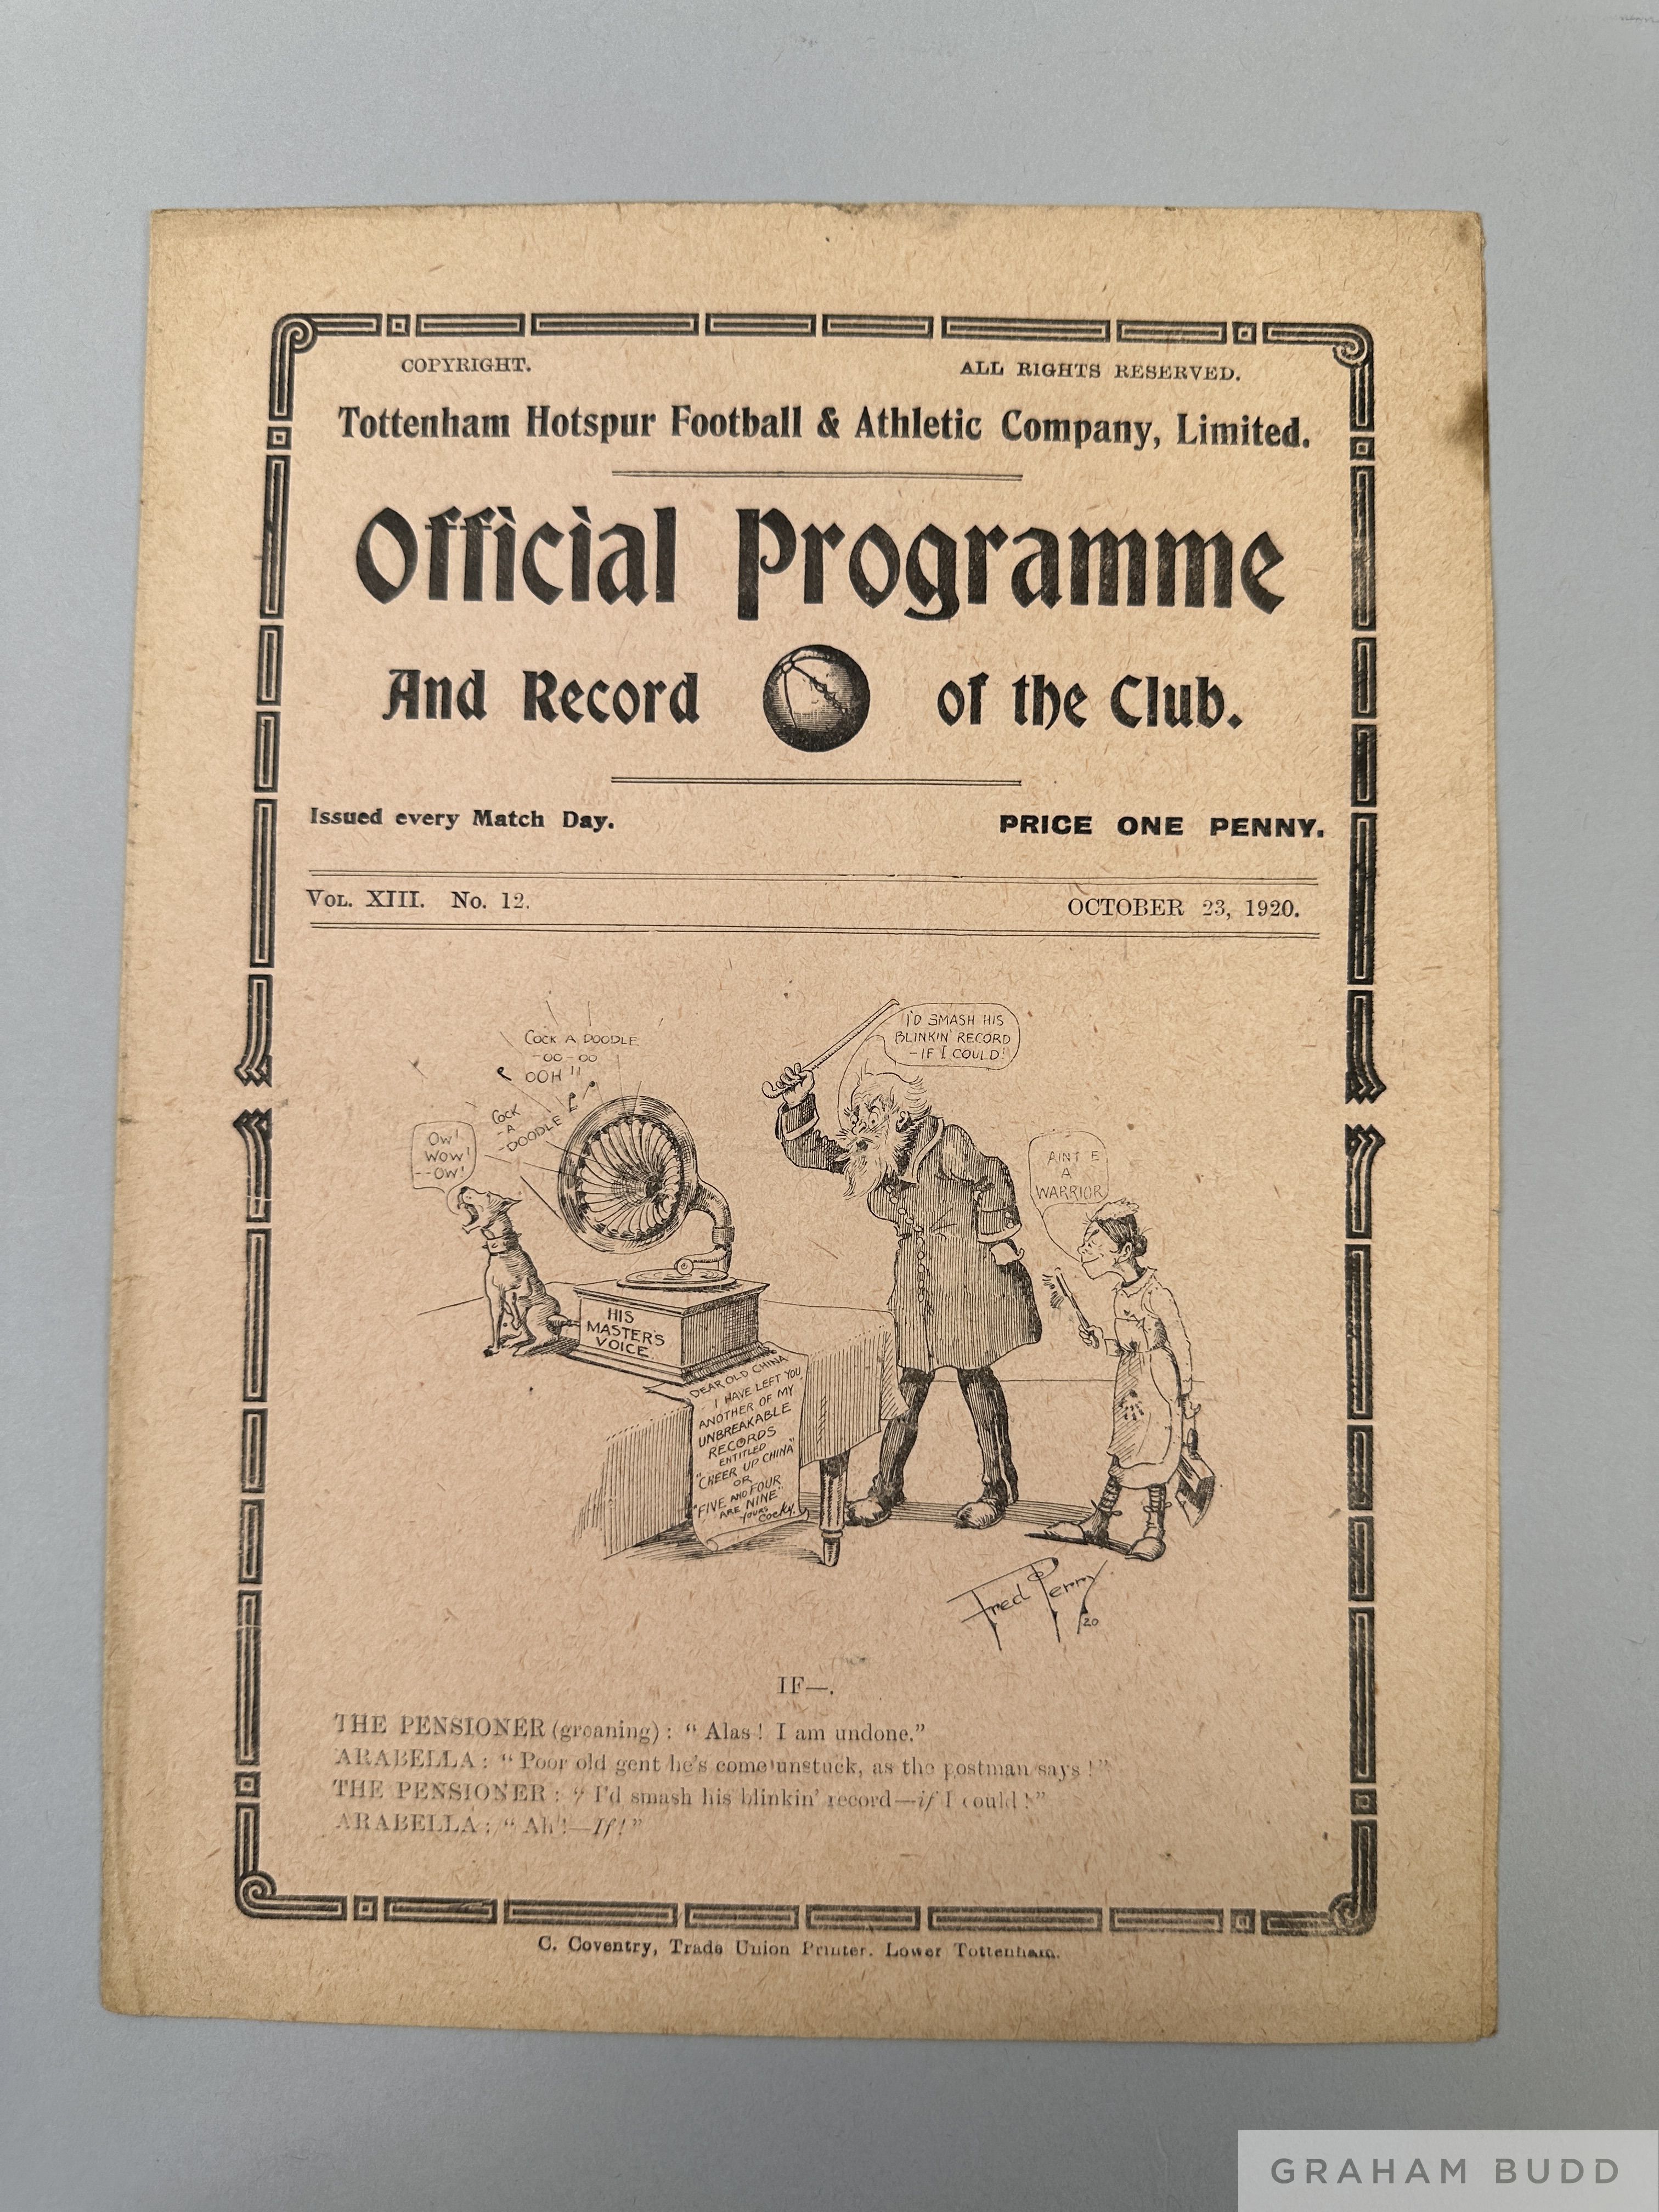 COPYRIGHT. ALL RIGHTS RESERVED.
Tottenham Hotspur Football & Athletic Company, Limited.
Official Programme
And Record of the Club.
Issued every Match Day. PRICE ONE PENNY.
VOL. XIII. No. 12. OCTOBER 23, 1920.
COCK A DOODLE
-OO-OO
OOH!!
COCK
-A-
-DOODLE
OW!
WOW!
--OW!
I'D SMASH HIS
BLINKIN' RECORD
-IF I COULD!
AINT E
A
WARRIOR
HIS
MASTERS
VOICE.
DEAR OLD CHINA
I HAVE LEFT YOU
ANOTHER OF MY
UNBREAKABLE
RECORDS
ENTITLED
"CHEER UP CHINA"
OR
"FIVE AND FOUR
ARE NINE"
YOURS
Cocky.
Fred Perry
/20
IF—.
THE PENSIONER (groaning): "Alas! I am undone."
ARABELLA: "Poor old gent he's come unstuck, as the postman says!"
THE PENSIONER: "I'd smash his blinkin' record—if I could!"
ARABELLA: "Ah!—If!"
C. Coventry, Trade Union Printer, Lower Tottenham.
GRAHAM BUDD